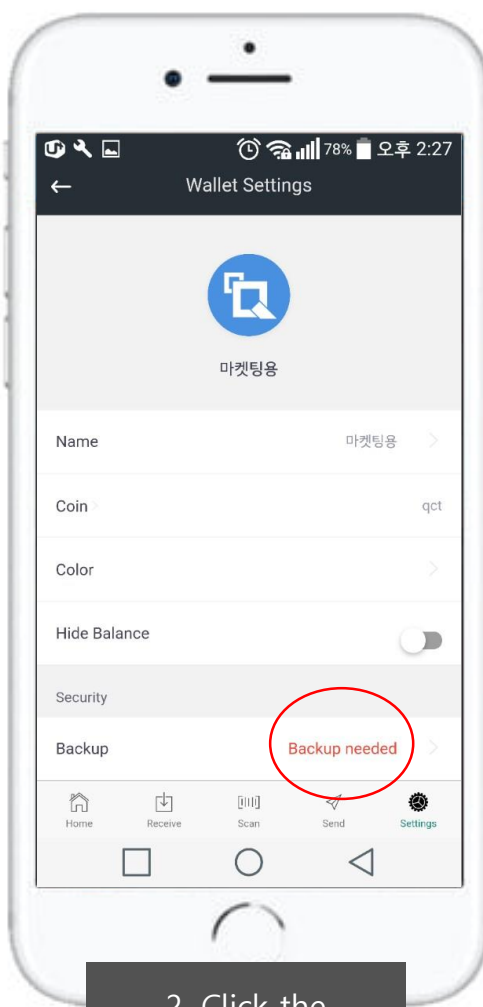 78% 오후 2:27
Wallet Settings
마켓팅용
Name 마켓팅용
Coin qct
Color
Hide Balance
Security
Backup Backup needed
Home Receive Scan Send Settings
2. Click the